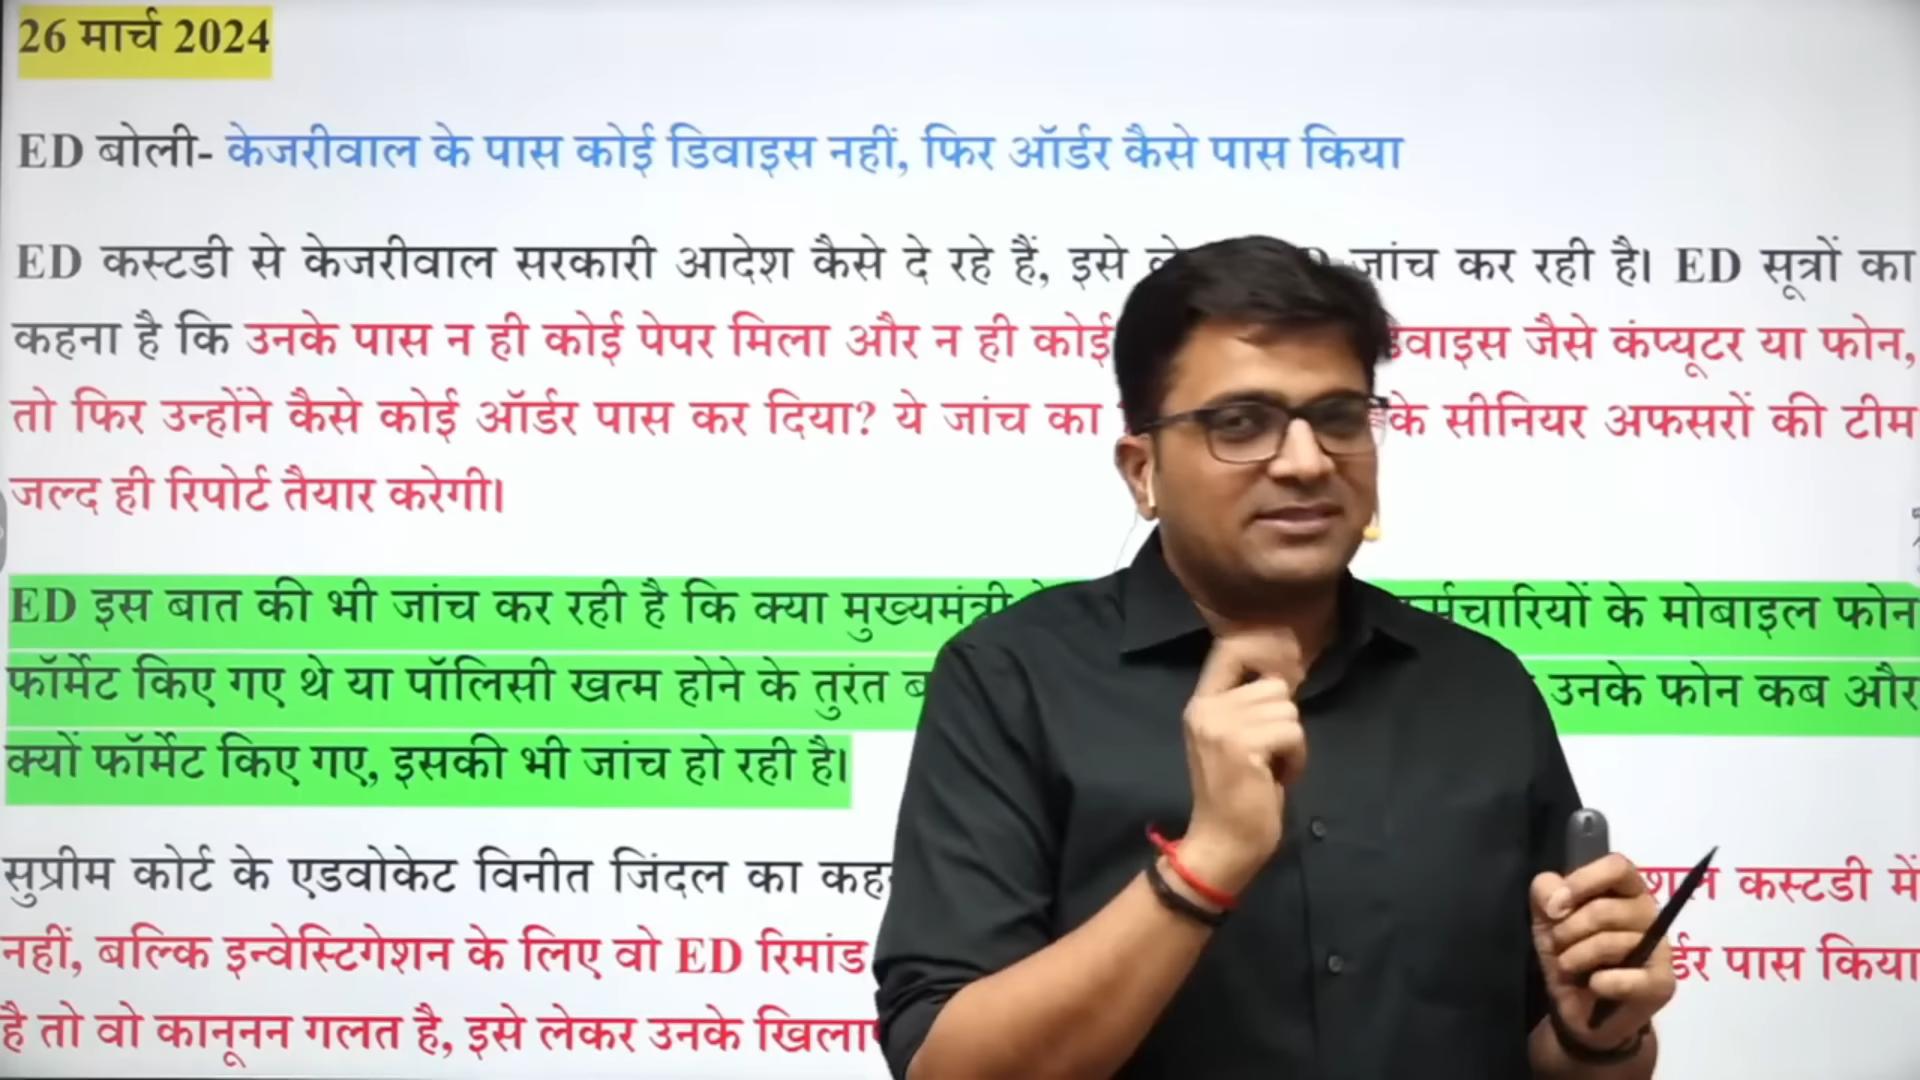 26 मार्च 2024
ED बोली- केजरीवाल के पास कोई डिवाइस नहीं, फिर ऑर्डर कैसे पास किया
ED कस्टडी से केजरीवाल सरकारी आदेश कैसे दे रहे हैं, इसे जांच कर रही है। ED सूत्रों का
कहना है कि उनके पास न ही कोई पेपर मिला और न ही कोई जैसे कंप्यूटर या फोन,
तो फिर उन्होंने कैसे कोई ऑर्डर पास कर दिया? ये जांच का के सीनियर अफसरों की टीम
जल्द ही रिपोर्ट तैयार करेगी।
ED इस बात की भी जांच कर रही है कि क्या मुख्यमंत्री के मोबाइल फोन
फॉर्मेट किए गए थे या पॉलिसी खत्म होने के तुरंत उनके फोन कब और
क्यों फॉर्मेट किए गए, इसकी भी जांच हो रही है।
सुप्रीम कोर्ट के एडवोकेट विनीत जिंदल का कस्टडी में
नहीं, बल्कि इन्वेस्टिगेशन के लिए वो ED रिमांड पास किया
है तो वो कानूनन गलत है, इसे लेकर उनके